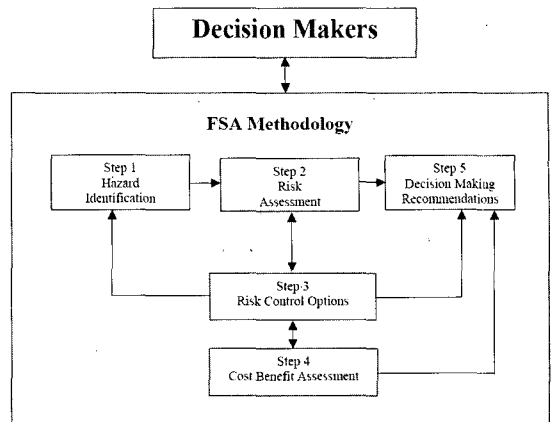 Decision Makers
FSA Methodology
Step 1
Hazard
Identification
Step 2
Risk
Assessment
Step 5
Decision Making
Recommendations
Step 3
Risk Control Options
Step 4
Cost Benefit Assessment